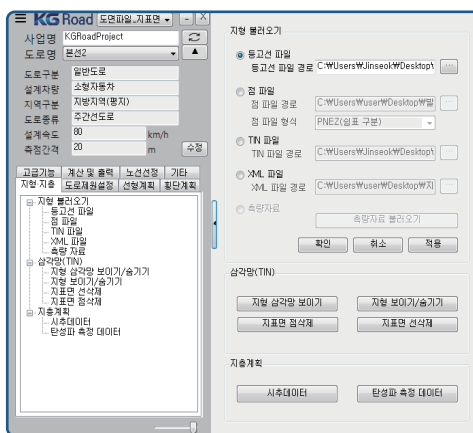 KG Road 도면파일_지표면
사업명 KGRoadProject
도로명 본선2
도로구분 일반도로
설계차량 소형자동차
지역구분 지방지역(평지)
도로종류 주간선도로
설계속도 80 km/h
측점간격 20 m 수정
고급기능 계산 및 출력 노선선정 기타
지형·지층 도로제원설정 선형계획 횡단계획
지형 불러오기
등고선 파일
점 파일
TIN 파일
XML 파일
측량 자료
삼각망(TIN)
지형 삼각망 보이기/숨기기
지표면 점삭제
지표면 선삭제
지층계획
시추데이터
탄성파 측정 데이터
지형 불러오기
등고선 파일
등고선 파일 경로 C:₩Users₩Jinseok₩Desktop₩ ...
점 파일
점 파일 경로 C:₩Users₩user₩Desktop₩발 ...
점 파일 형식 PNEZ(쉼표 구분)
TIN 파일
TIN 파일 경로 C:₩Users₩Jinseok₩Desktop₩ ...
XML 파일
XML 파일 경로 C:₩Users₩user₩Desktop₩지 ...
측량자료
측량자료 불러오기
확인 취소 적용
삼각망(TIN)
지형 삼각망 보이기 지형 보이기/숨기기
지표면 점삭제 지표면 선삭제
지층계획
시추데이터 탄성파 측정 데이터